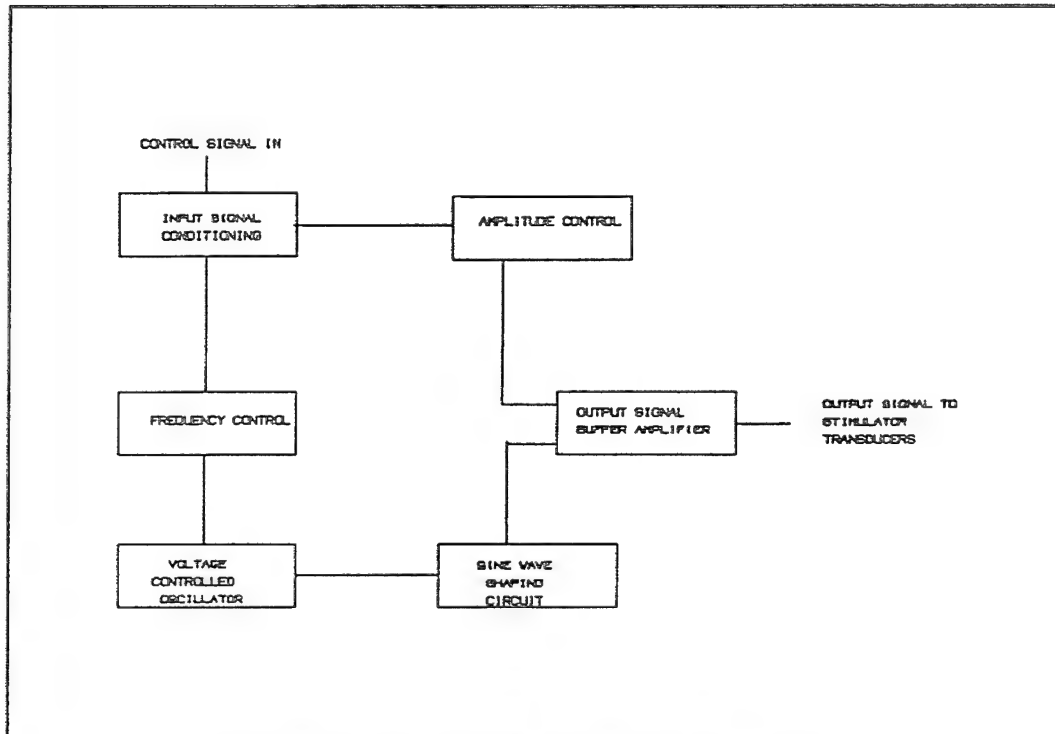 CONTROL SIGNAL IN
INPUT SIGNAL
CONDITIONING
AMPLITUDE CONTROL
FREQUENCY CONTROL
OUTPUT SIGNAL
BUFFER AMPLIFIER
OUTPUT SIGNAL TO
STIMULATOR
TRANSDUCERS
VOLTAGE
CONTROLLED
OSCILLATOR
SINE WAVE
SHAPING
CIRCUIT